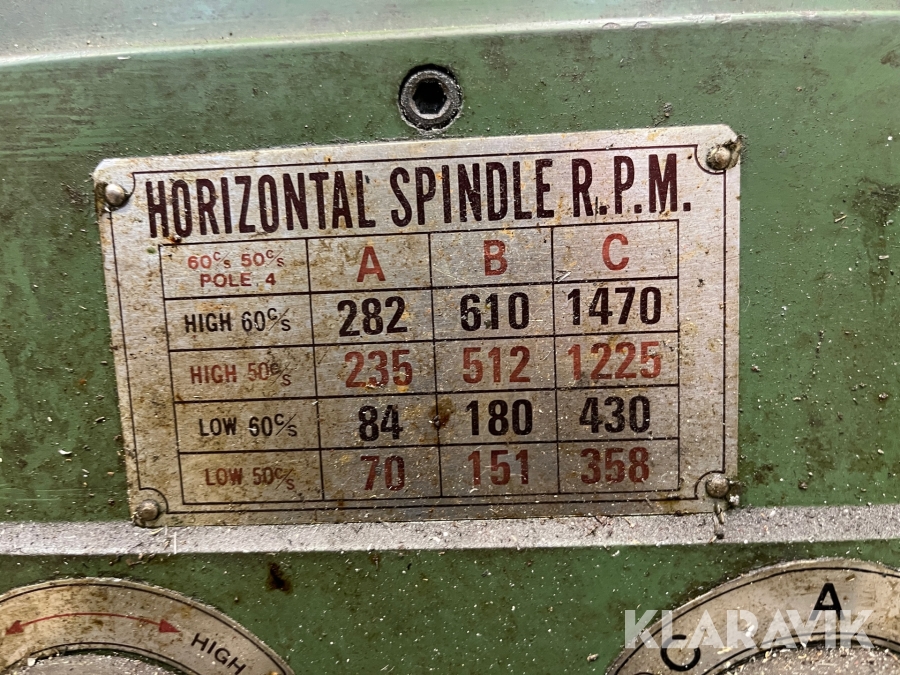 HORIZONTAL SPINDLE R.P.M.
60c/s 50c/s POLE 4 A B C
HIGH 60c/s 282 610 1470
HIGH 50c/s 235 512 1225
LOW 60c/s 84 180 430
LOW 50c/s 70 151 358
HIGH
A
C
KLARAVIK